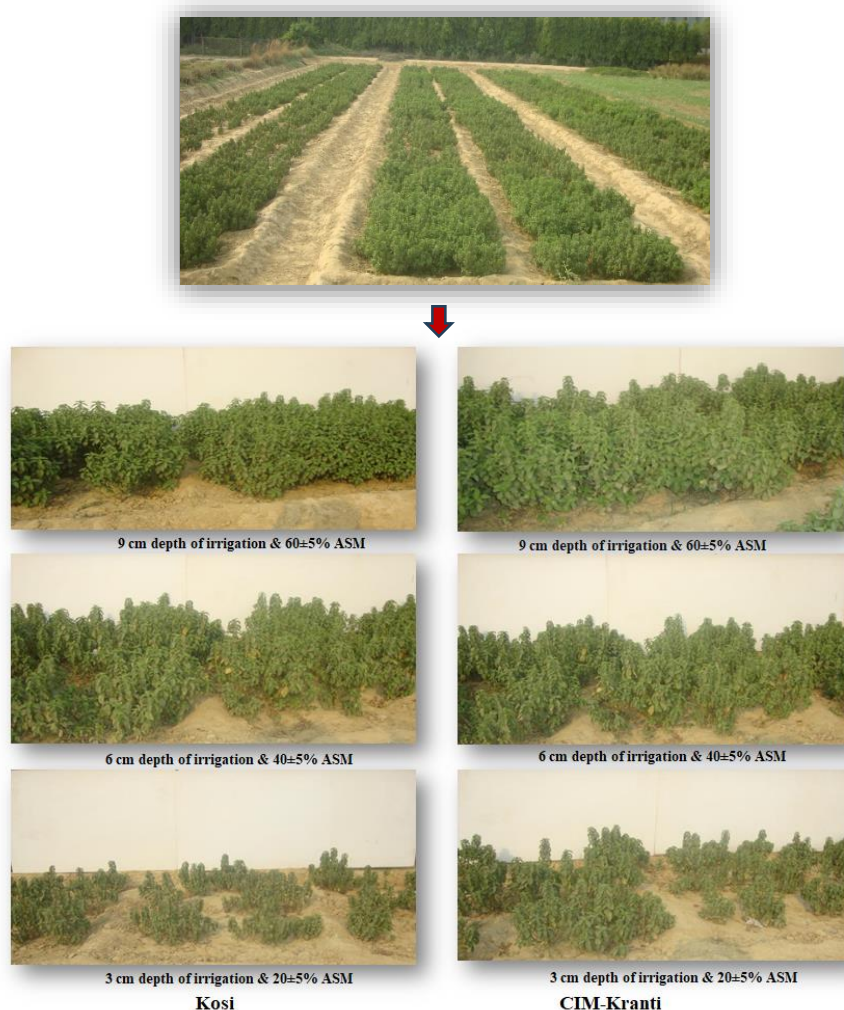 9 cm depth of irrigation & 60±5% ASM
9 cm depth of irrigation & 60±5% ASM
6 cm depth of irrigation & 40±5% ASM
6 cm depth of irrigation & 40±5% ASM
3 cm depth of irrigation & 20±5% ASM
3 cm depth of irrigation & 20±5% ASM
Kosi
CIM-Kranti